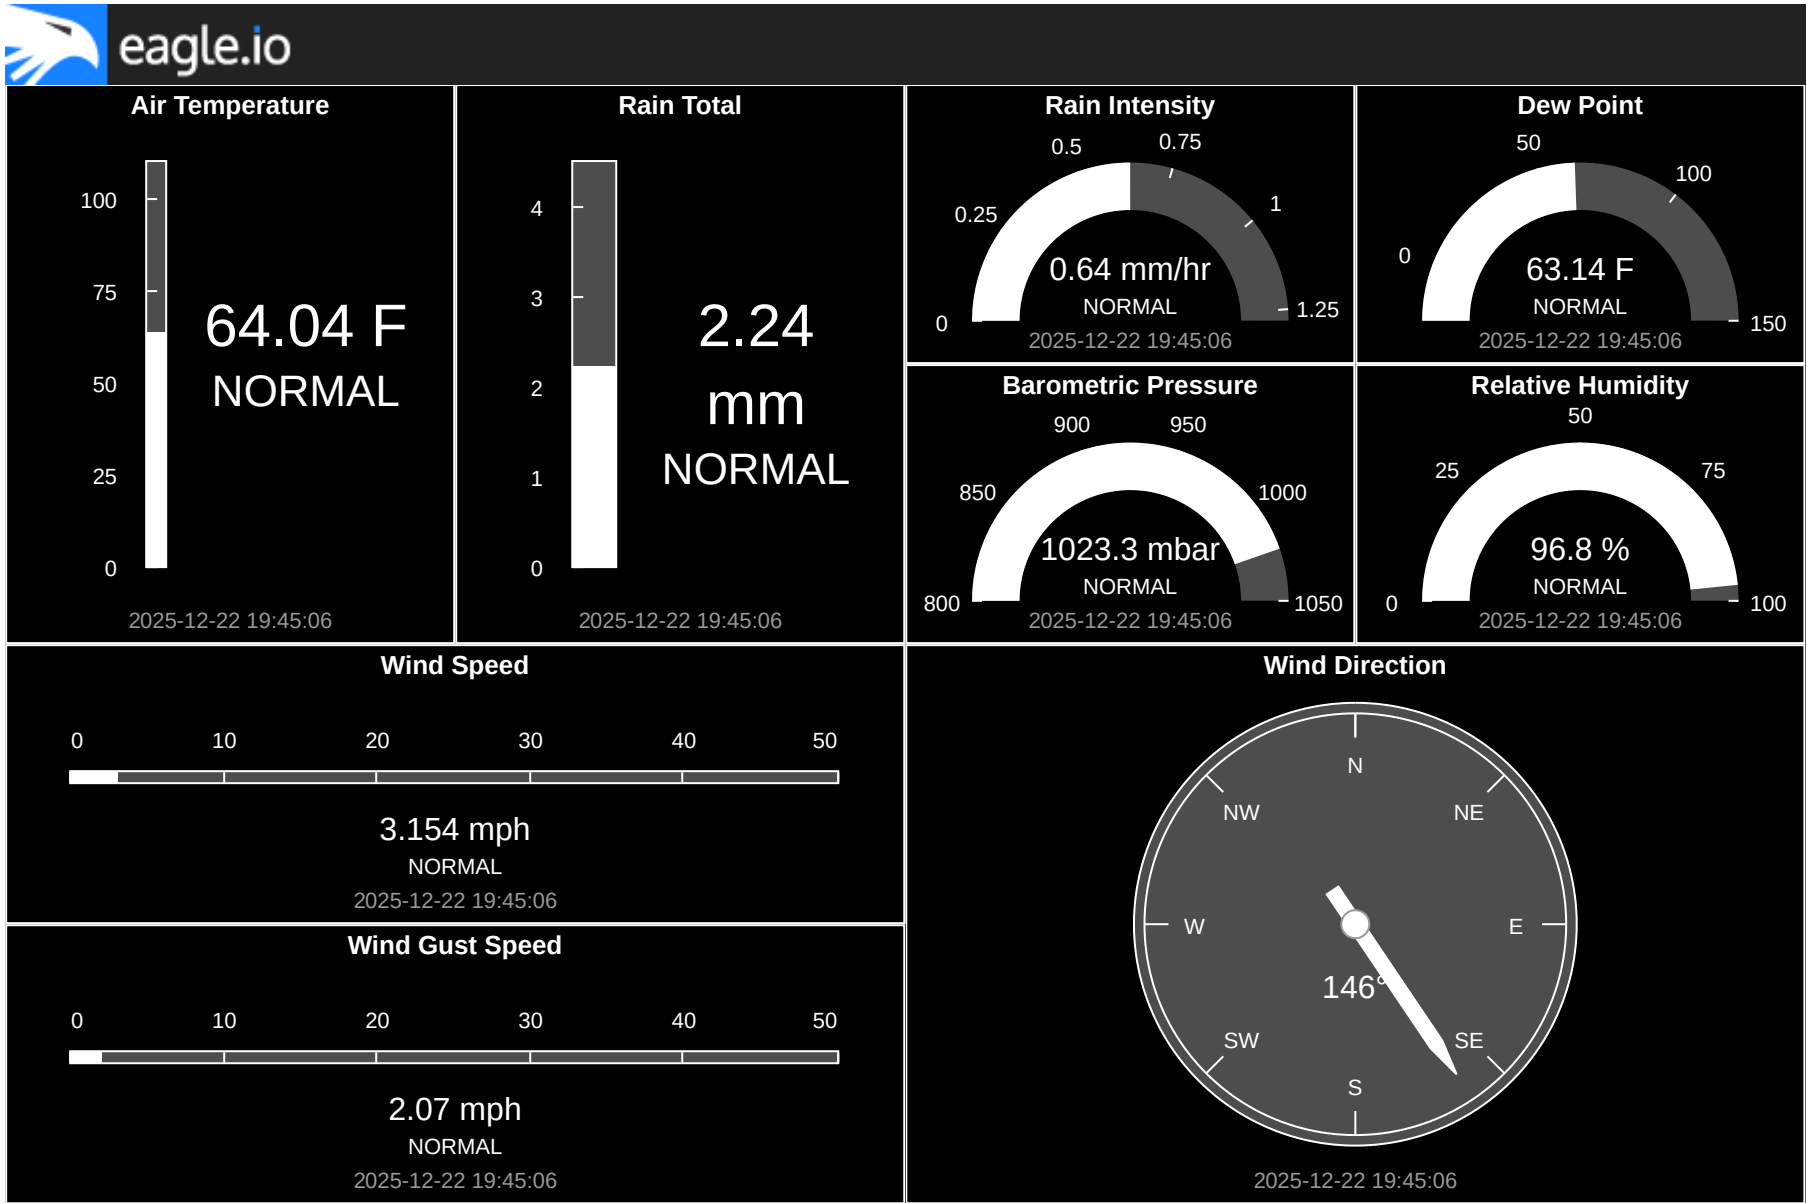 eagle.io
Air Temperature
100
75
50
25
0
64.04 F
NORMAL
2025-12-22 19:45:06
Rain Total
4
3
2
1
0
2.24
mm
NORMAL
2025-12-22 19:45:06
Rain Intensity
0
0.25
0.5
0.75
1
1.25
0.64 mm/hr
NORMAL
2025-12-22 19:45:06
Dew Point
0
50
100
150
63.14 F
NORMAL
2025-12-22 19:45:06
Barometric Pressure
800
850
900
950
1000
1050
1023.3 mbar
NORMAL
2025-12-22 19:45:06
Relative Humidity
0
25
50
75
100
96.8 %
NORMAL
2025-12-22 19:45:06
Wind Speed
0 10 20 30 40 50
3.154 mph
NORMAL
2025-12-22 19:45:06
Wind Gust Speed
0 10 20 30 40 50
2.07 mph
NORMAL
2025-12-22 19:45:06
Wind Direction
N
NW NE
W E
146°
SW SE
S
2025-12-22 19:45:06